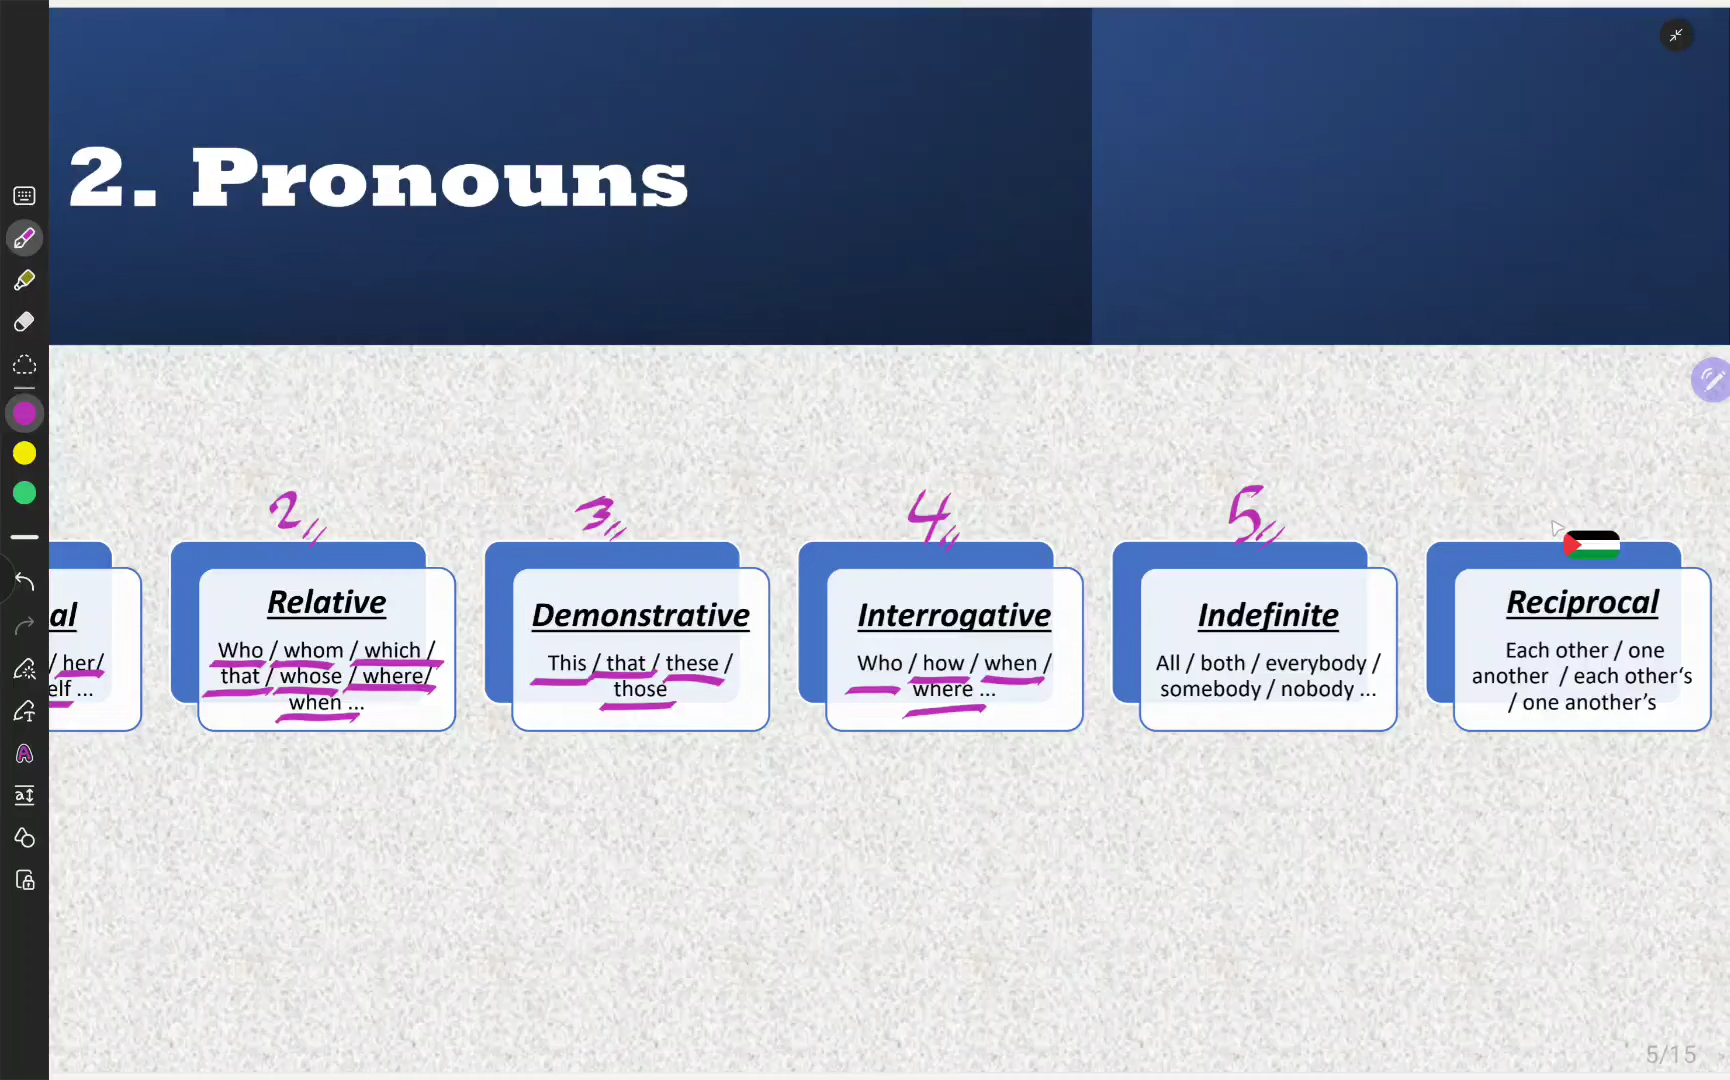 2. Pronouns
2
3
4
5
al
/ her/
elf ...
Relative
Who / whom / which /
that / whose / where/
when ...
Demonstrative
This / that / these /
those
Interrogative
Who / how / when /
where ...
Indefinite
All / both / everybody /
somebody / nobody ...
Reciprocal
Each other / one
another / each other‘s
/ one another’s
5/15